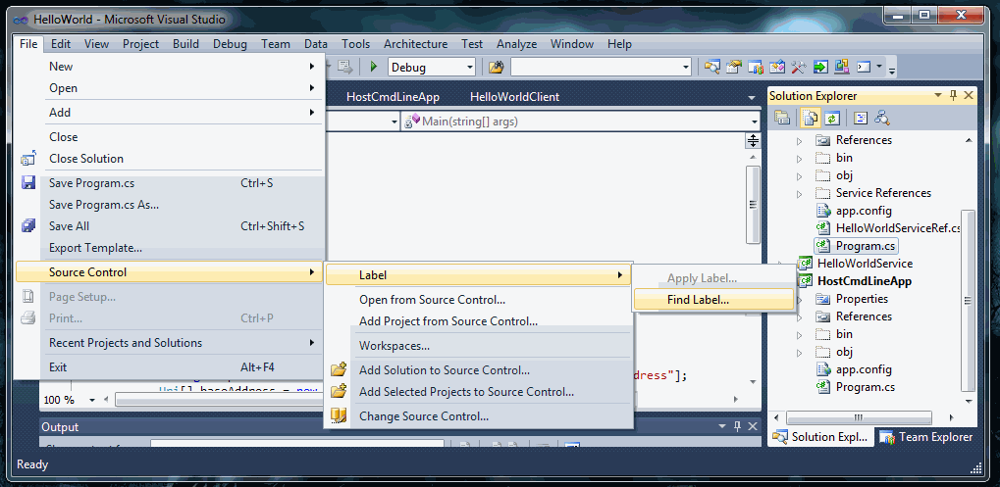 HelloWorld - Microsoft Visual Studio
File Edit View Project Build Debug Team Data Tools Architecture Test Analyze Window Help
Debug
New
Open
Add
Close
Close Solution
Save Program.cs Ctrl+S
Save Program.cs As...
Save All Ctrl+Shift+S
Export Template...
Source Control
Page Setup...
Print... Ctrl+P
Recent Projects and Solutions
Exit Alt+F4
Label
Open from Source Control...
Add Project from Source Control...
Workspaces...
Add Solution to Source Control...
Add Selected Projects to Source Control...
Change Source Control...
Apply Label...
Find Label...
HostCmdLineApp HelloWorldClient
Main(string[] args)
dress"];
Uri[] baseAddress = new
100 %
Output
Solution Explorer
References
bin
obj
Service References
app.config
HelloWorldServiceRef.cs
Program.cs
HelloWorldService
HostCmdLineApp
Properties
References
bin
obj
app.config
Program.cs
Solution Expl... Team Explorer
Ready